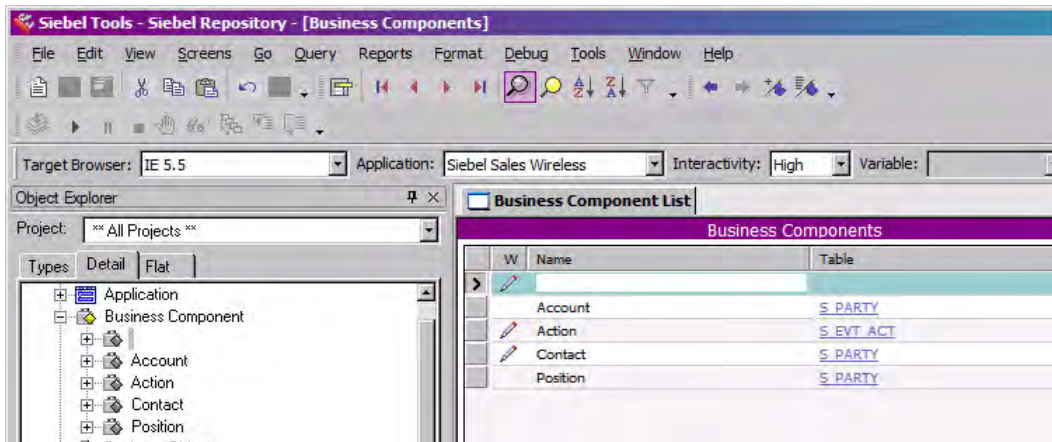 Siebel Tools - Siebel Repository - [Business Components]
File Edit View Screens Go Query Reports Format Debug Tools Window Help
Target Browser: IE 5.5 Application: Siebel Sales Wireless Interactivity: High Variable:
Object Explorer
Business Component List
Project: ** All Projects **
Business Components
Types Detail Flat
W Name Table
Application
Business Component
Account
Action
Contact
Position
Account S_PARTY
Action S_EVT_ACT
Contact S_PARTY
Position S_PARTY